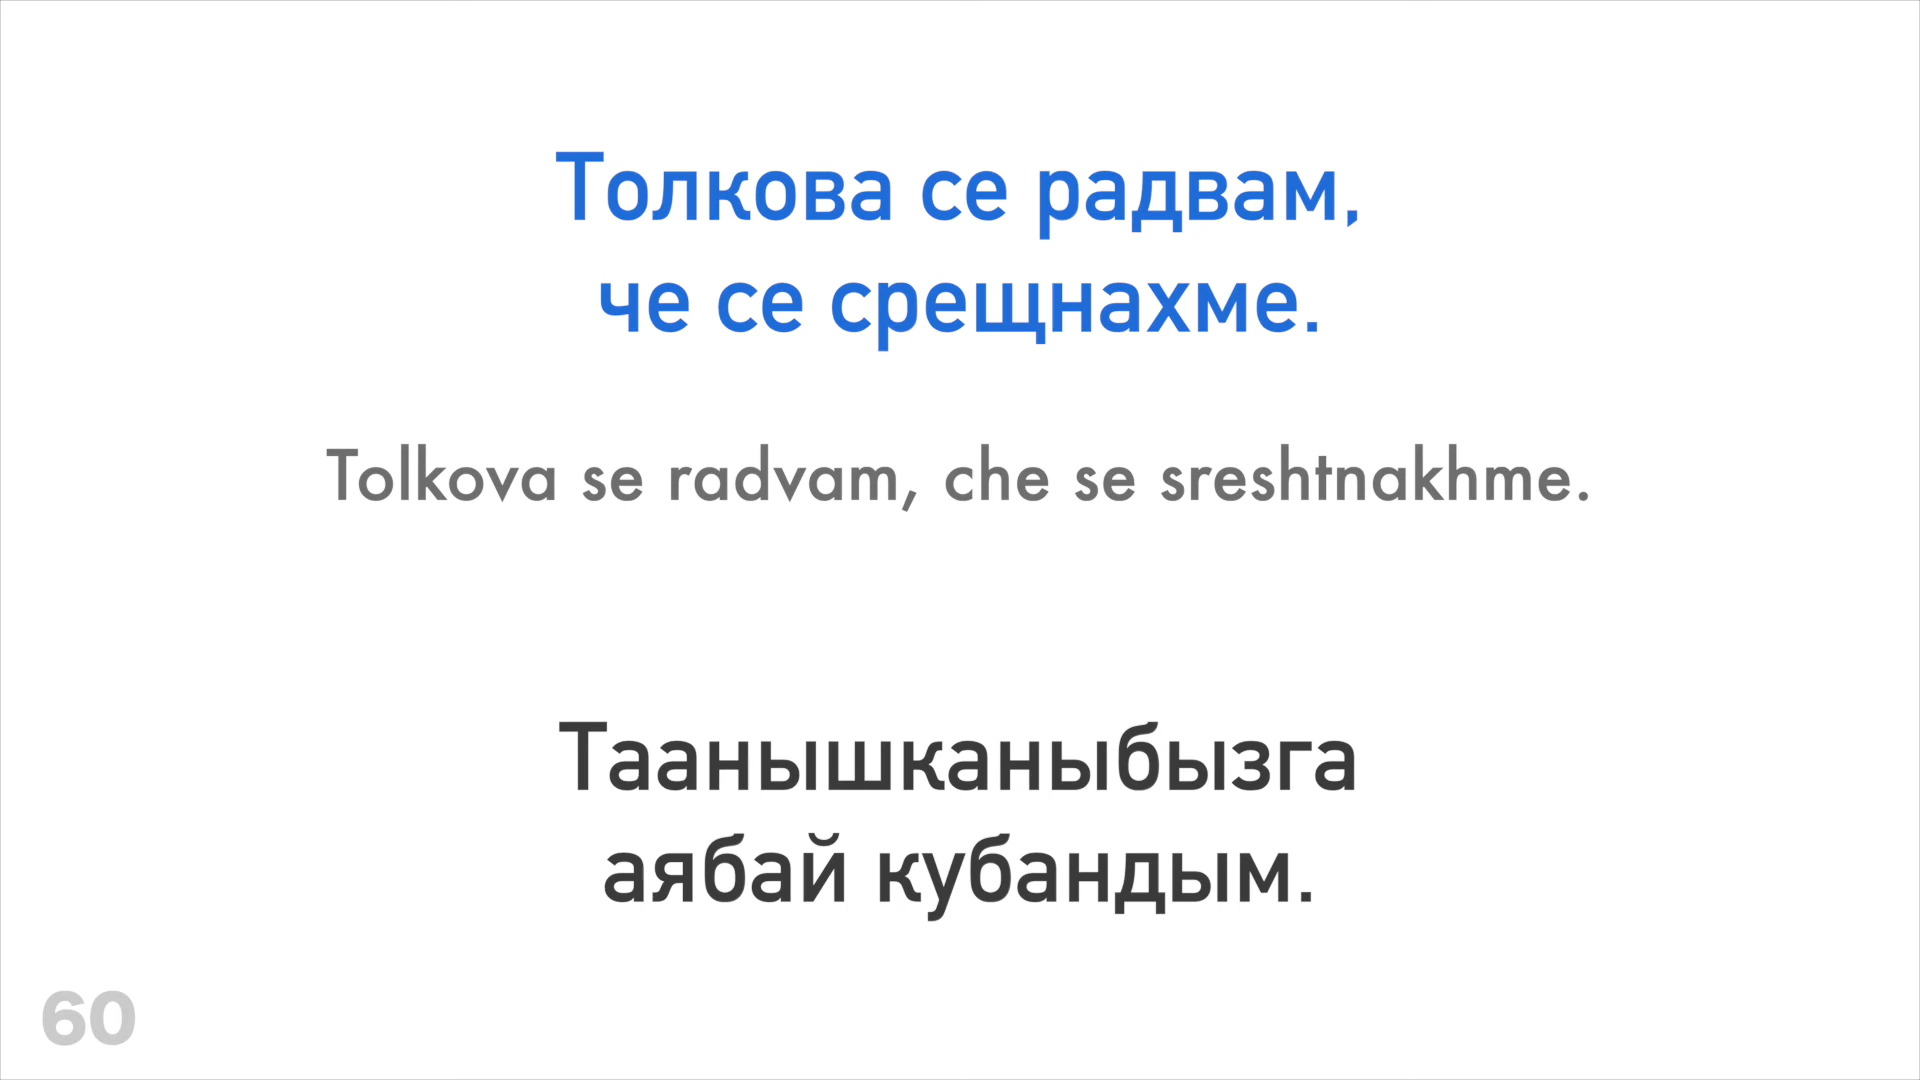 Толкова се радвам,
че се срещнахме.
Tolkova se radvam, che se sreshtnakhme.
Таанышканыбызга
аябай кубандым.
60